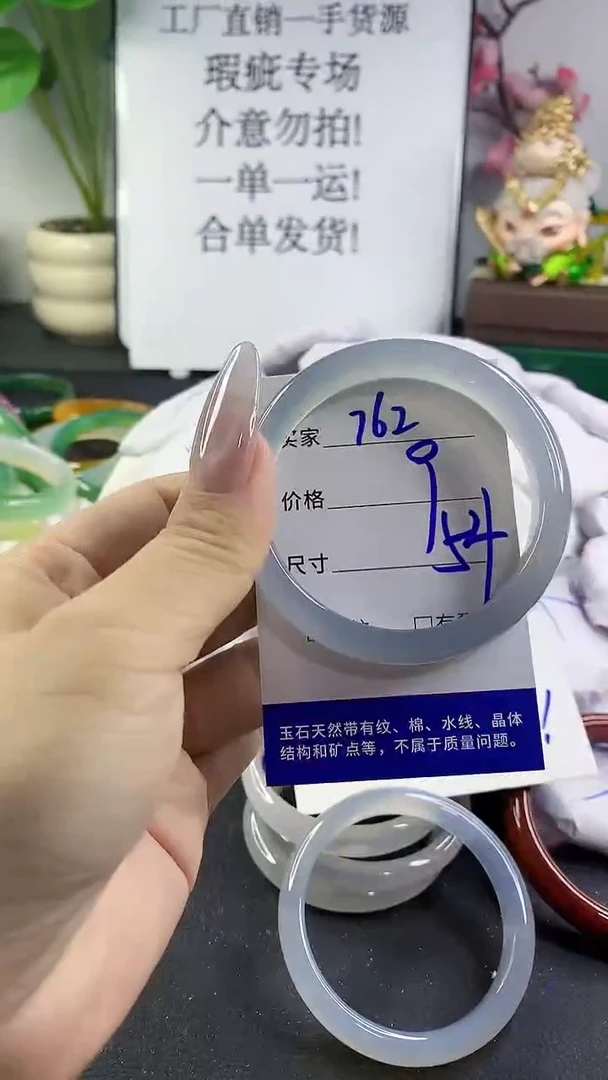 工厂直销一手货源
瑕疵专场
介意勿拍!
一单一运!
合单发货!
买家 762
价格 9
尺寸 54
玉石天然带有纹、棉、水线、晶体
结构和矿点等，不属于质量问题。